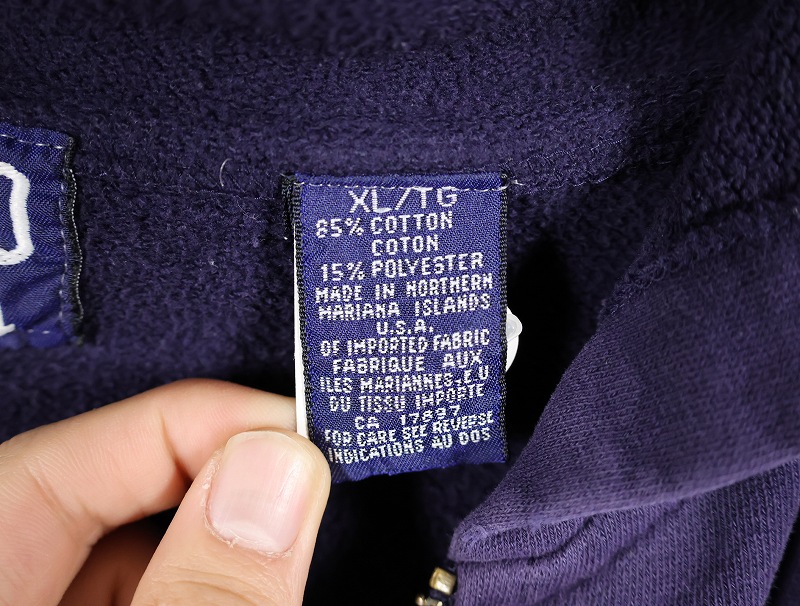 XL/TG
85% COTTON
COTON
15% POLYESTER
MADE IN NORTHERN
MARIANA ISLANDS
U.S.A.
OF IMPORTED FABRIC
FABRIQUE AUX
ILES MARIANNES,E.U
DU TISSU IMPORTE
CA 17897
FOR CARE SEE REVERSE
INDICATIONS AU DOS